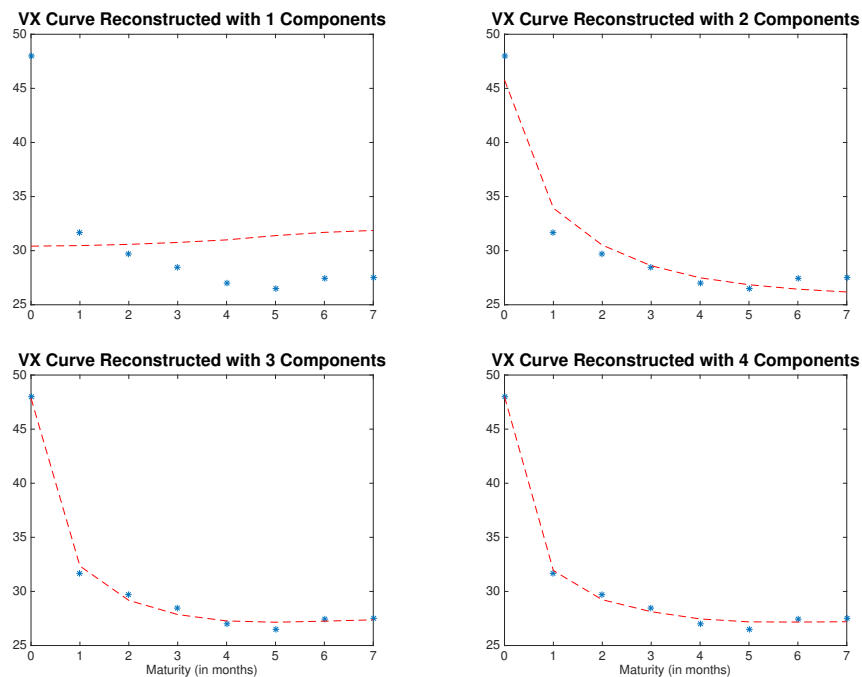 VX Curve Reconstructed with 1 Components
50
45
40
35
30
25
0 1 2 3 4 5 6 7
VX Curve Reconstructed with 2 Components
50
45
40
35
30
25
0 1 2 3 4 5 6 7
VX Curve Reconstructed with 3 Components
50
45
40
35
30
25
0 1 2 3 4 5 6 7
Maturity (in months)
VX Curve Reconstructed with 4 Components
50
45
40
35
30
25
0 1 2 3 4 5 6 7
Maturity (in months)